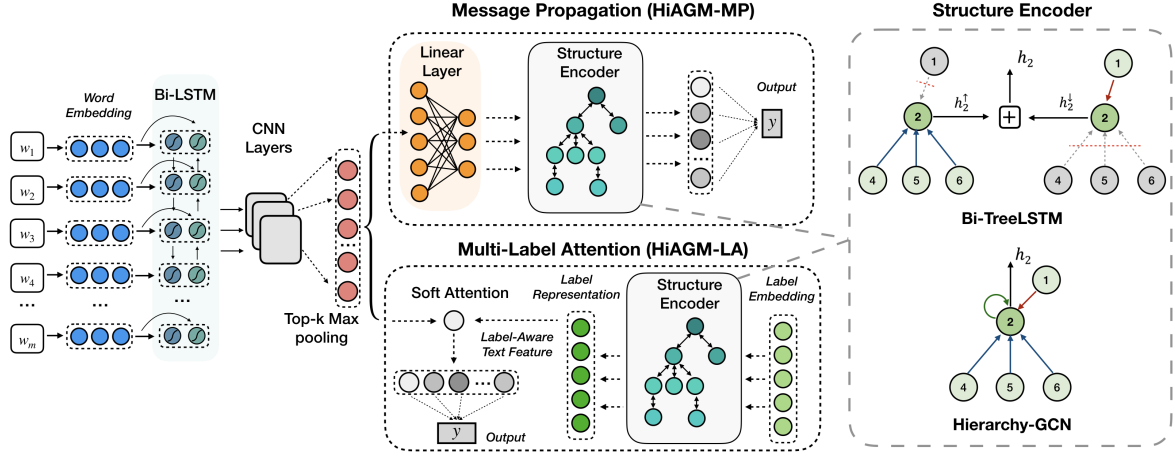 Message Propagation (HiAGM-MP)
Structure Encoder
Word
Embedding
Bi-LSTM
CNN
Layers
w1
w2
w3
w4
...
...
...
wm
Top-k Max
pooling
Linear
Layer
Structure
Encoder
Output
y
Multi-Label Attention (HiAGM-LA)
Soft Attention
Label
Representation
Structure
Encoder
Label
Embedding
Label-Aware
Text Feature
...
y
Output
1
h2
1
2
h2↑
+
h2↓
2
4
5
6
4
5
6
Bi-TreeLSTM
h2
1
2
4
5
6
Hierarchy-GCN